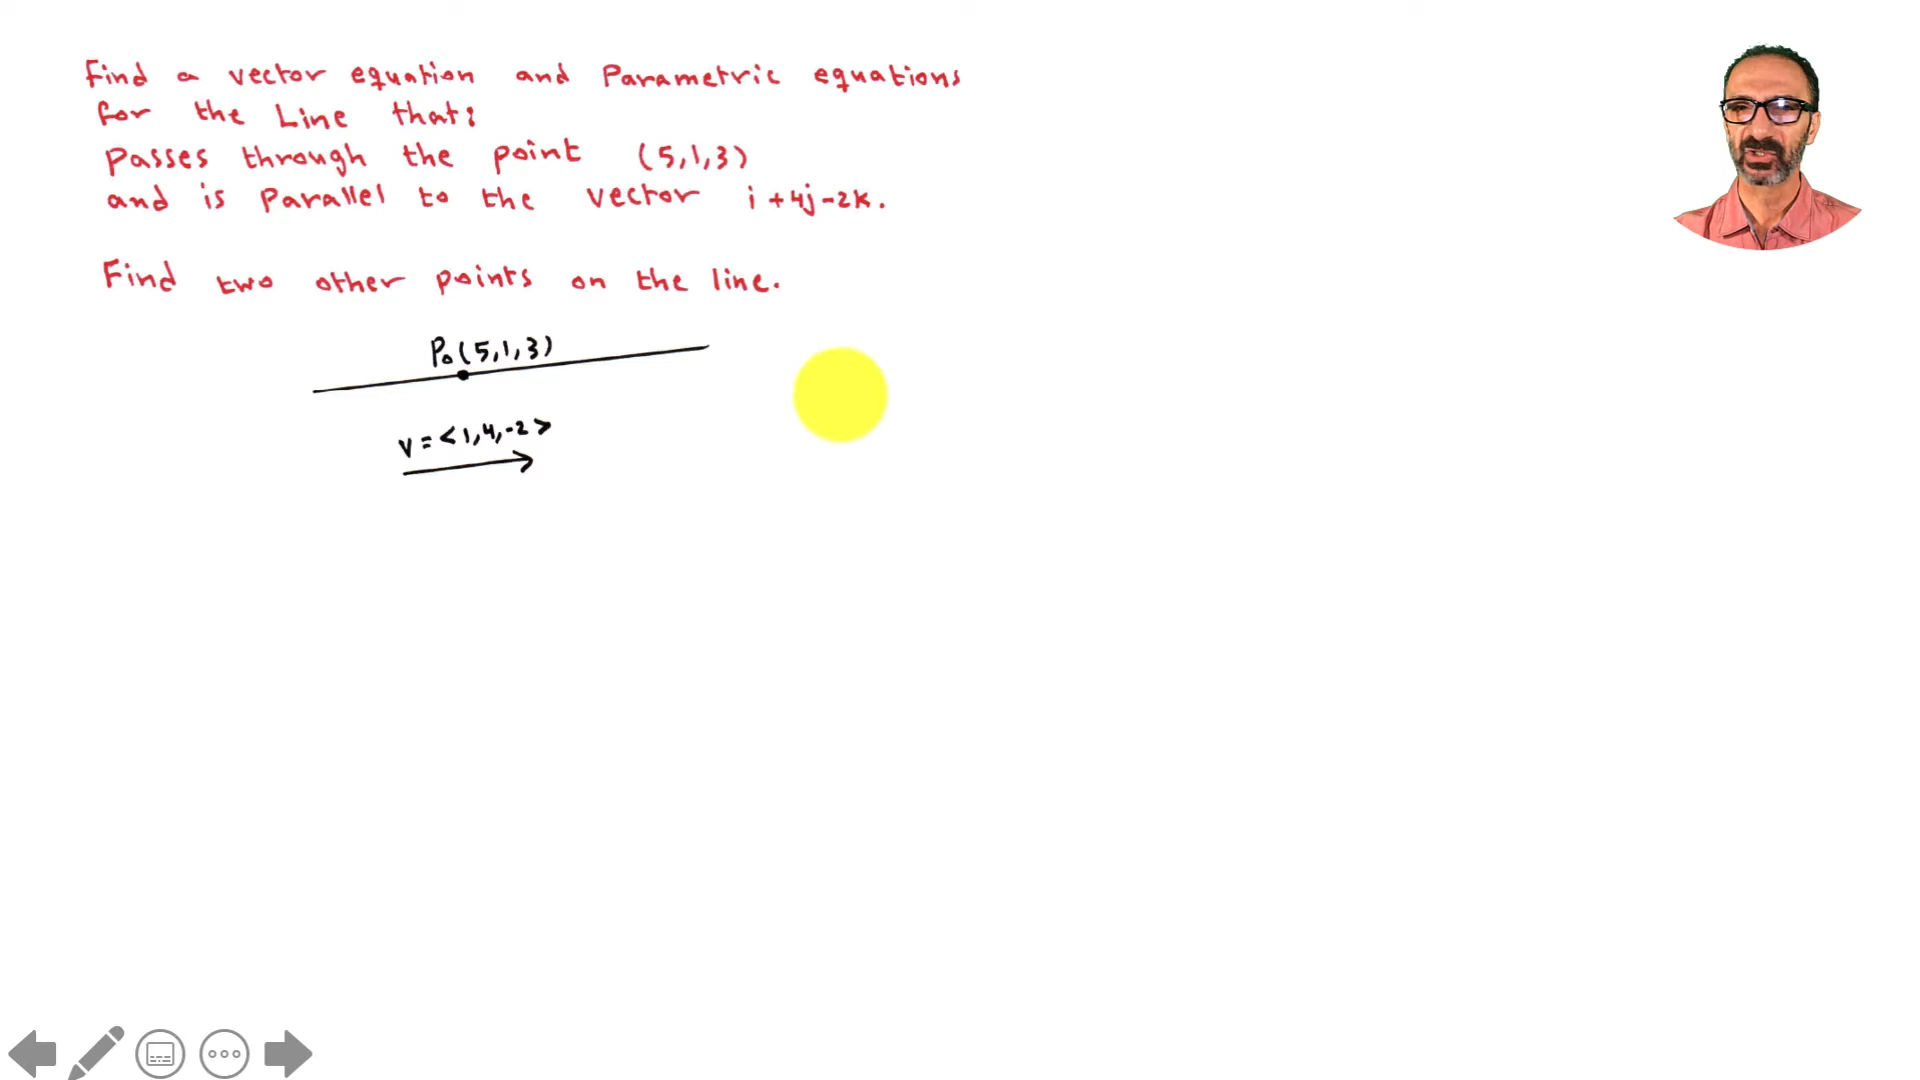 Find a vector equation and Parametric equations
for the Line that:
passes through the point (5,1,3)
and is parallel to the vector i+4j-2k.
Find two other points on the line.
P₀(5,1,3)
v=<1,4,-2>